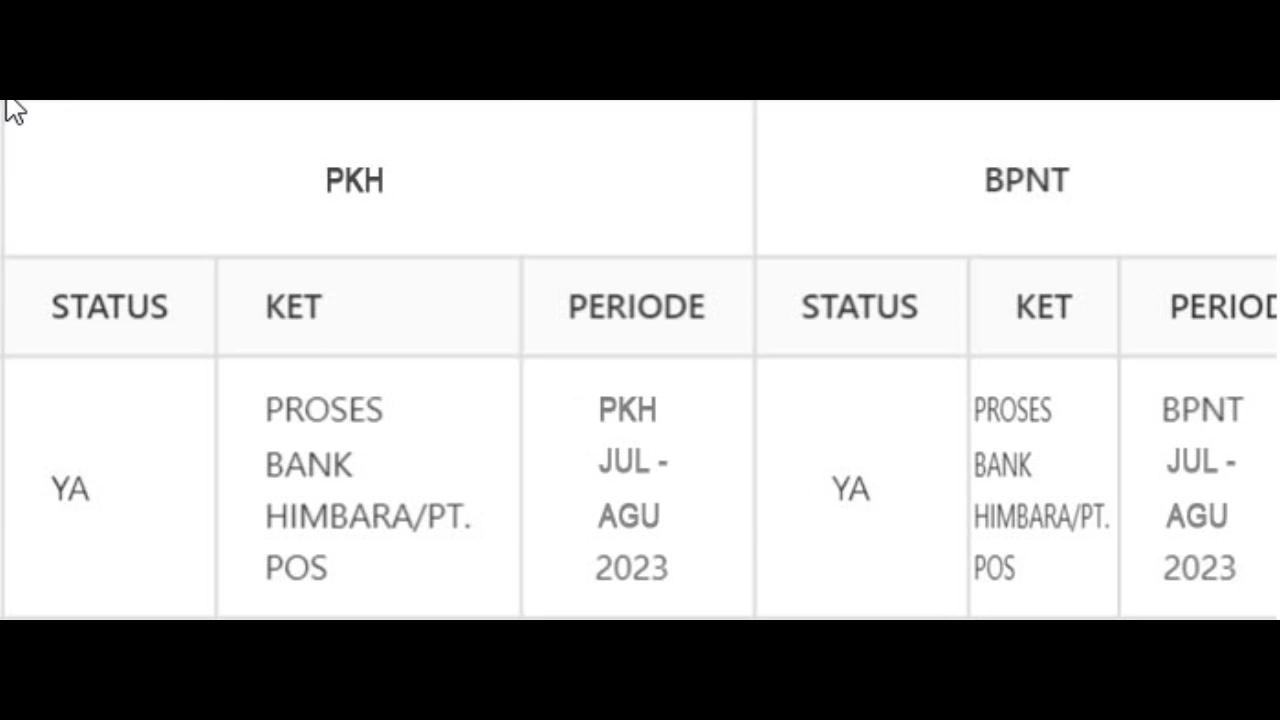 PKH BPNT
STATUS KET PERIODE STATUS KET PERIOD
YA
PROSES
BANK
HIMBARA/PT.
POS
PKH
JUL -
AGU
2023
YA
PROSES
BANK
HIMBARA/PT.
POS
BPNT
JUL -
AGU
2023